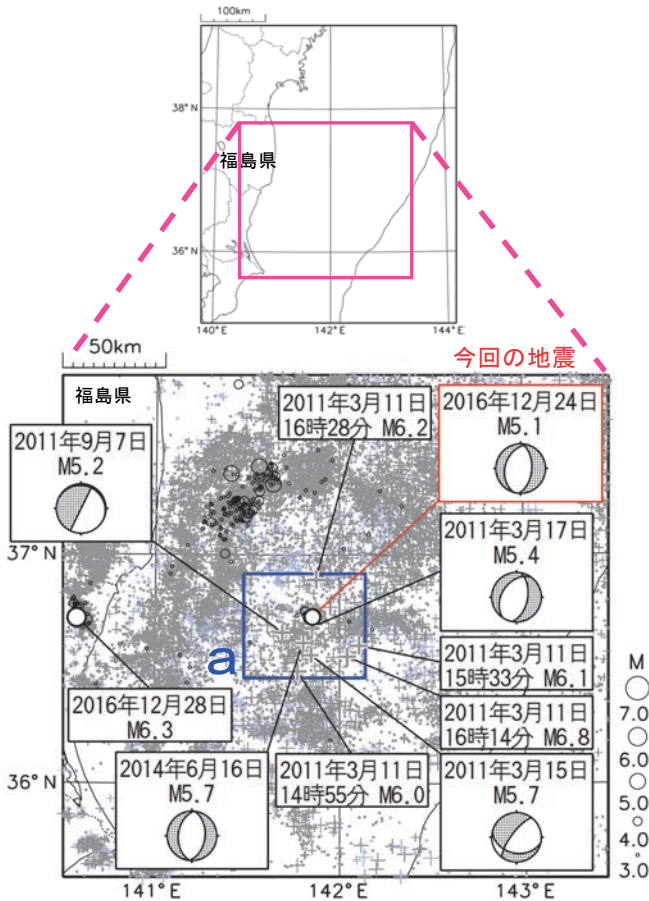 100km
38°N
福島県
36°N
140°E
142°E
144°E
50km
今回の地震
福島県
2011年3月11日
16時28分 M6.2
2016年12月24日
M5.1
2011年9月7日
M5.2
37°N
2011年3月17日
M5.4
a
2011年3月11日
15時33分 M6.1
2016年12月28日
M6.3
2011年3月11日
16時14分 M6.8
36°N
2014年6月16日
M5.7
2011年3月11日
14時55分 M6.0
2011年3月15日
M5.7
M
7.0
6.0
5.0
4.0
3.0
141°E
142°E
143°E